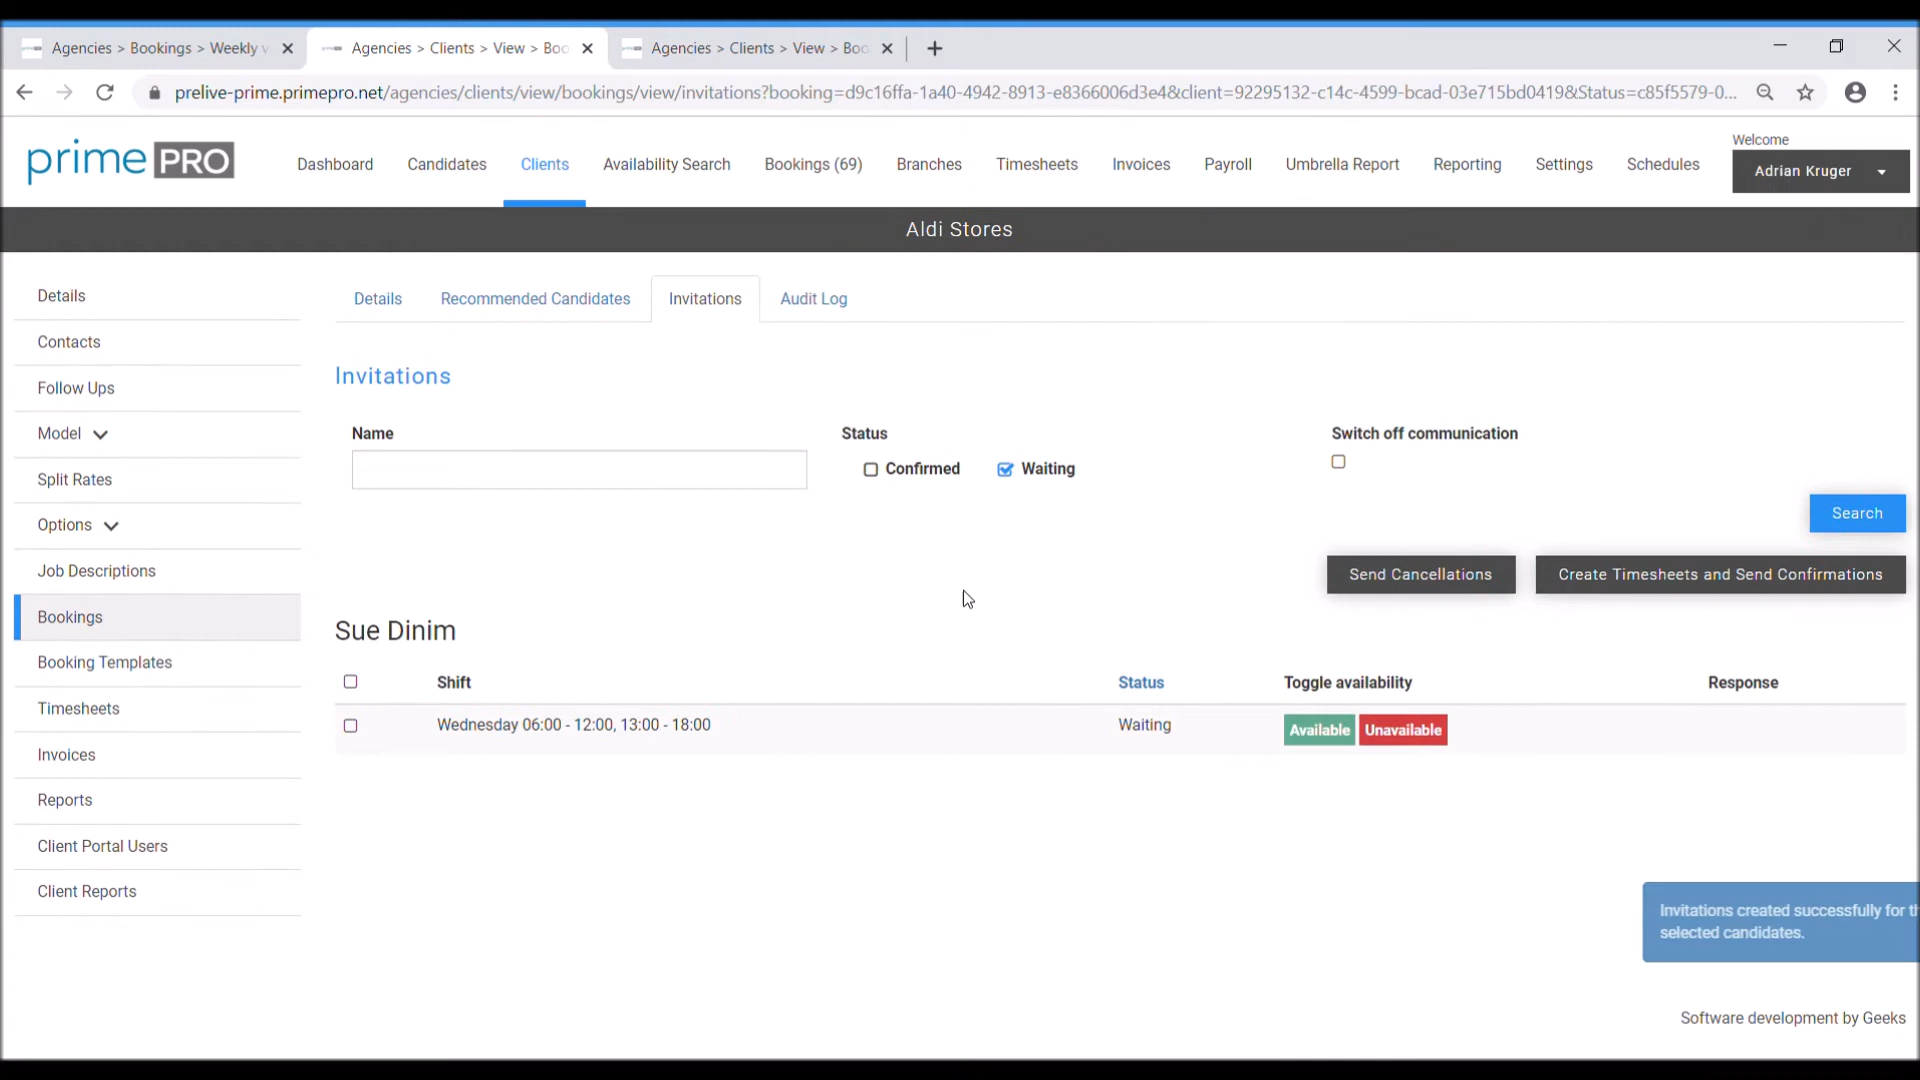 Agencies > Bookings > Weekly
Agencies > Clients > View > Boo
Agencies > Clients > View > Boo
prelive-prime.primepro.net/agencies/clients/view/bookings/view/invitations?booking=d9c16ffa-1a40-4942-8913-e8366006d3e4&client=92295132-c14c-4599-bcad-03e715bd0419&Status=c85f5579-0...
prime PRO
Dashboard
Candidates
Clients
Availability Search
Bookings (69)
Branches
Timesheets
Invoices
Payroll
Umbrella Report
Reporting
Settings
Schedules
Welcome
Adrian Kruger
Aldi Stores
Details
Contacts
Follow Ups
Model
Split Rates
Options
Job Descriptions
Bookings
Booking Templates
Timesheets
Invoices
Reports
Client Portal Users
Client Reports
Details
Recommended Candidates
Invitations
Audit Log
Invitations
Name
Status
Confirmed
Waiting
Switch off communication
Search
Send Cancellations
Create Timesheets and Send Confirmations
Sue Dinim
Shift
Status
Toggle availability
Response
Wednesday 06:00 - 12:00, 13:00 - 18:00
Waiting
Available
Unavailable
Invitations created successfully for
selected candidates.
Software development by Geeks